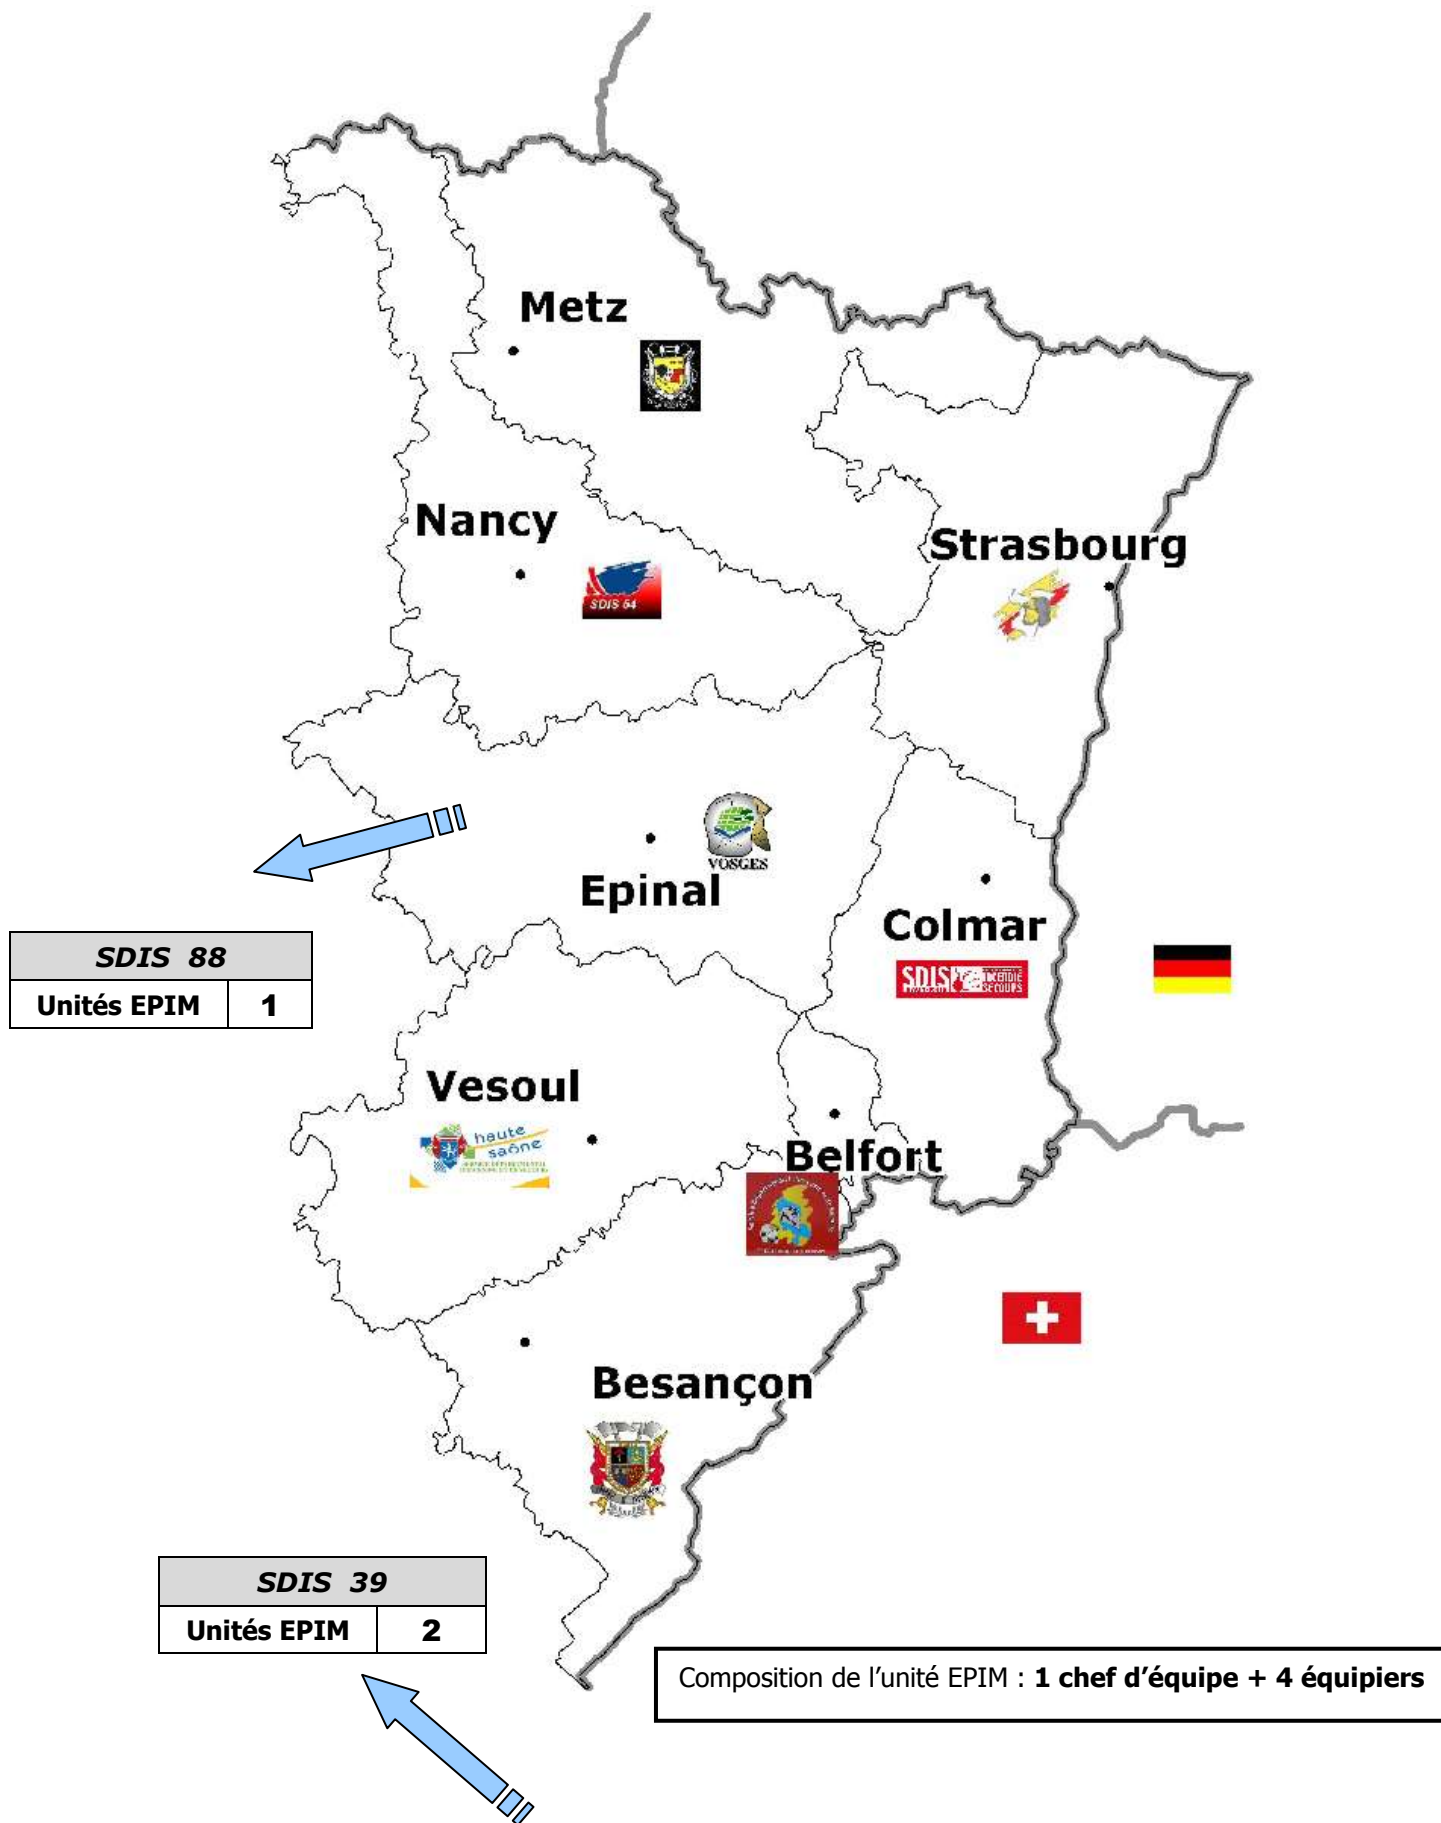 Metz
Nancy
SDIS 54
Strasbourg
VOSGES
Epinal
Colmar
SDIS
INCENDIE
SECOURS
SDIS 88
Unités EPIM 1
Vesoul
haute
saône
Belfort
Besançon
SDIS 39
Unités EPIM 2
Composition de l'unité EPIM : 1 chef d'équipe + 4 équipiers